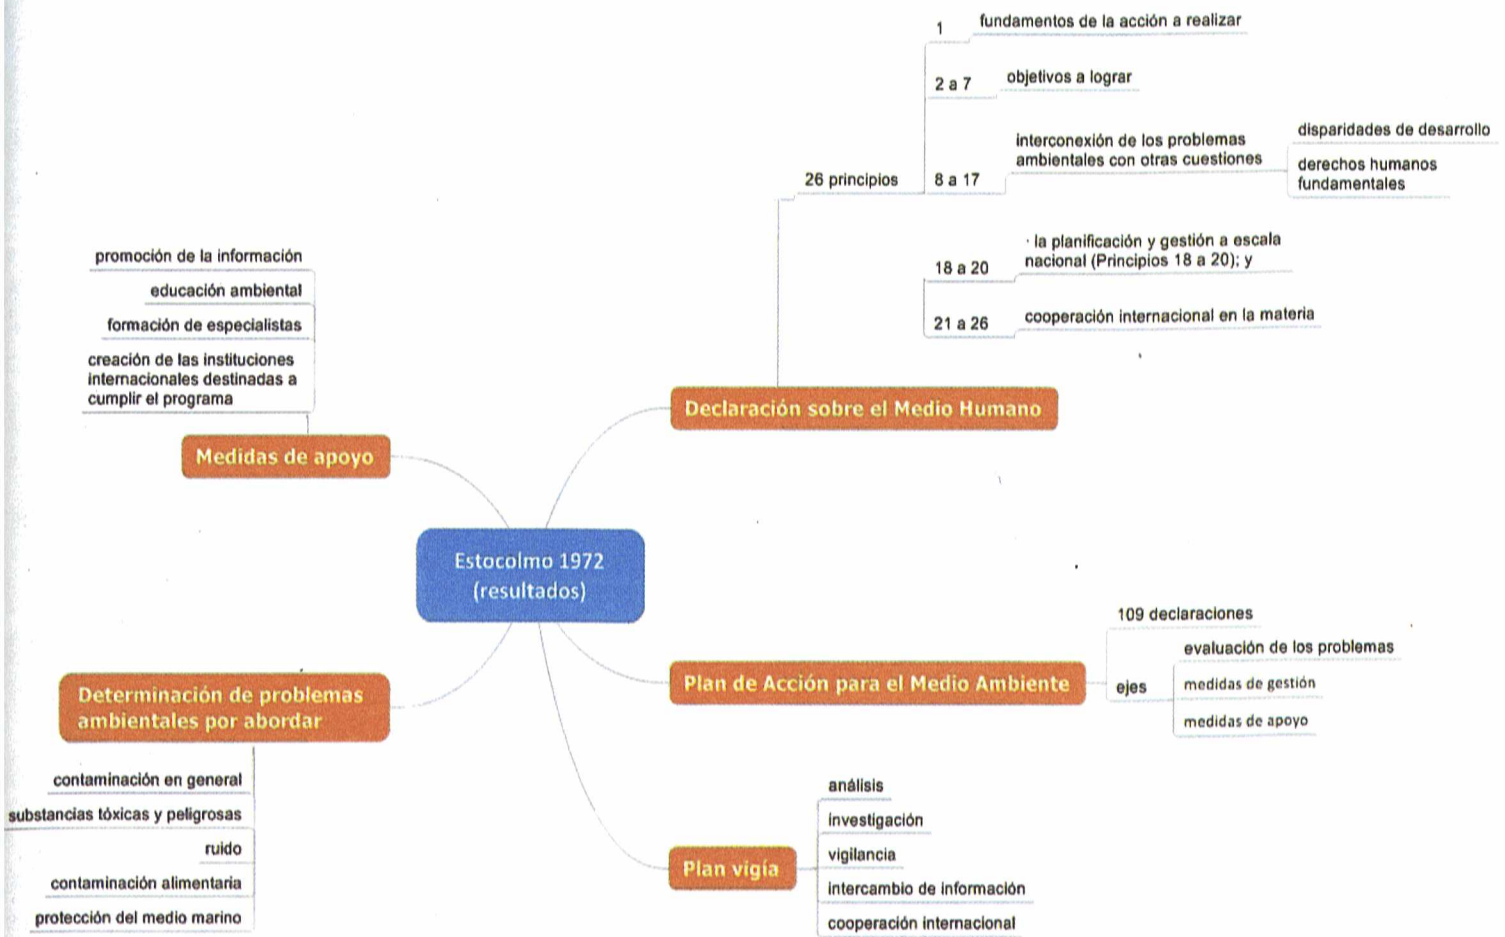 1
fundamentos de la acción a realizar
2 a 7
objetivos a lograr
26 principios
8 a 17
interconexión de los problemas
ambientales con otras cuestiones
disparidades de desarrollo
derechos humanos
fundamentales
18 a 20
· la planificación y gestión a escala
nacional (Principios 18 a 20); y
21 a 26
cooperación internacional en la materia
Declaración sobre el Medio Humano
promoción de la información
educación ambiental
formación de especialistas
creación de las instituciones
internacionales destinadas a
cumplir el programa
Medidas de apoyo
Estocolmo 1972
(resultados)
Plan de Acción para el Medio Ambiente
109 declaraciones
ejes
evaluación de los problemas
medidas de gestión
medidas de apoyo
Determinación de problemas
ambientales por abordar
contaminación en general
substancias tóxicas y peligrosas
ruido
contaminación alimentaria
protección del medio marino
Plan vigía
análisis
investigación
vigilancia
intercambio de información
cooperación internacional